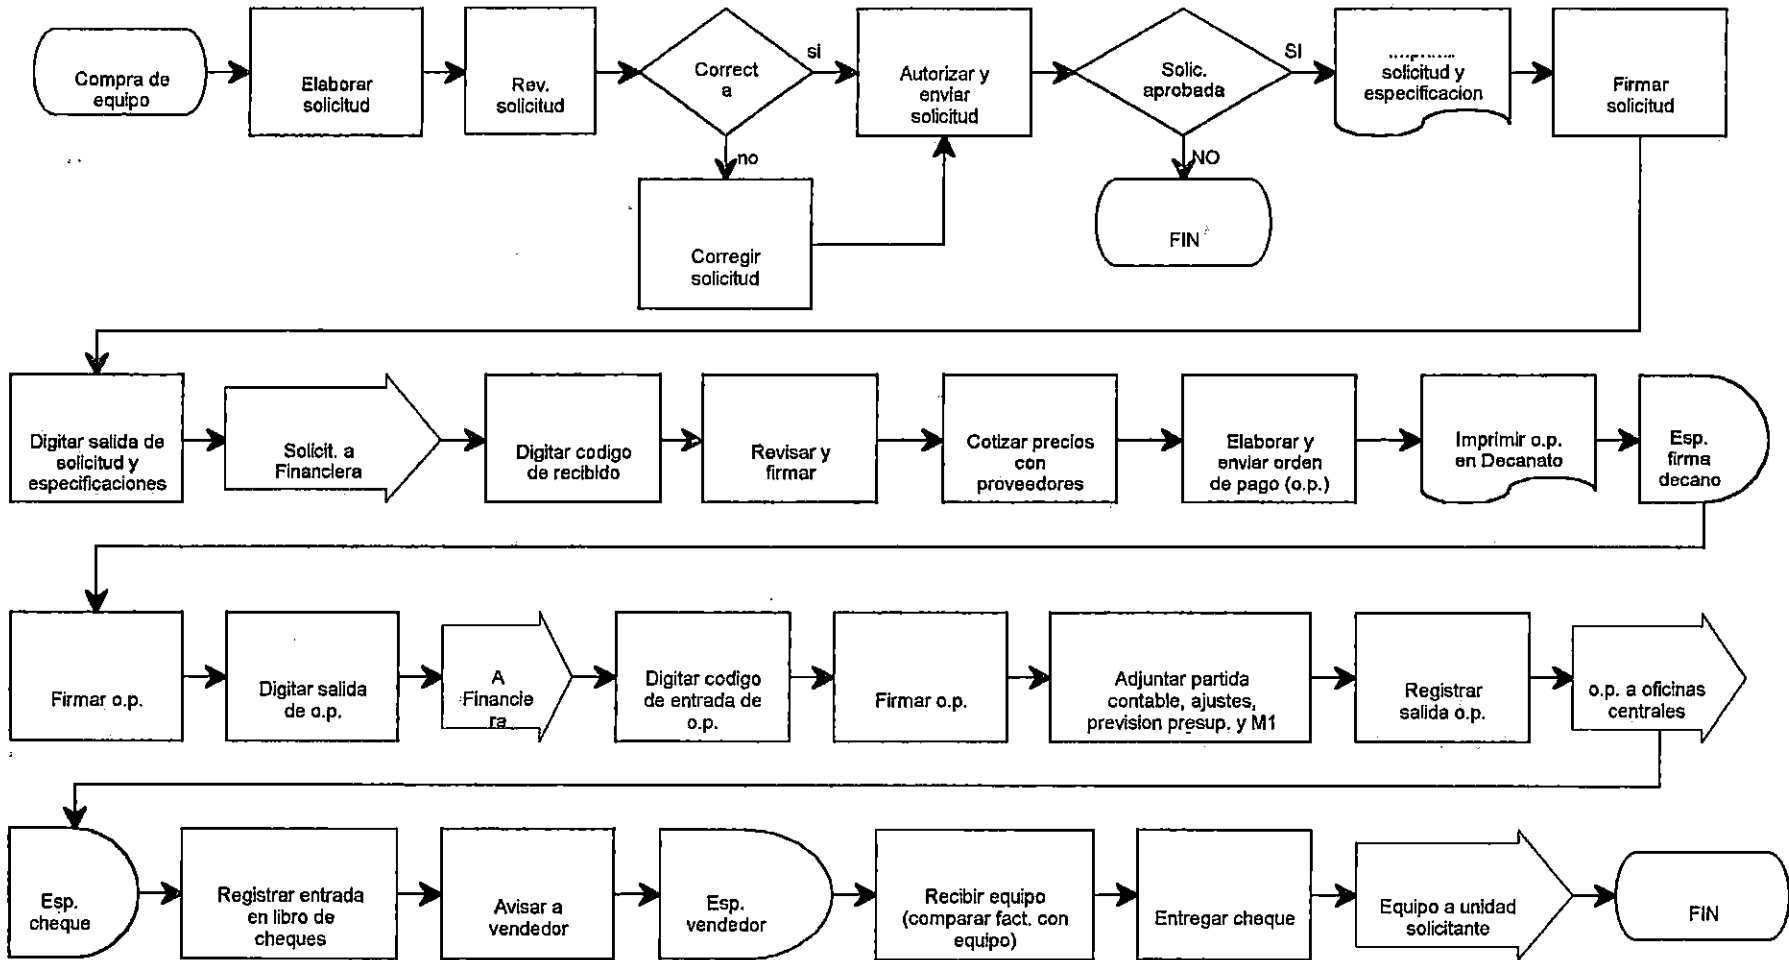 Compra de
equipo
Elaborar
solicitud
Rev.
solicitud
Correct
a
si
no
Corregir
solicitud
Autorizar y
enviar
solicitud
Solic.
aprobada
SI
NO
FIN
solicitud y
especificacion
Firmar
solicitud
Digitar salida de
solicitud y
especificaciones
Solicit. a
Financiera
Digitar codigo
de recibido
Revisar y
firmar
Cotizar precios
con
proveedores
Elaborar y
enviar orden
de pago (o.p.)
Imprimir o.p.
en Decanato
Esp.
firma
decano
Firmar o.p.
Digitar salida
de o.p.
A
Financie
ra
Digitar codigo
de entrada de
o.p.
Firmar o.p.
Adjuntar partida
contable, ajustes,
prevision presup. y M1
Registrar
salida o.p.
o.p. a oficinas
centrales
Esp.
cheque
Registrar entrada
en libro de
cheques
Avisar a
vendedor
Esp.
vendedor
Recibir equipo
(comparar fact. con
equipo)
Entregar cheque
Equipo a unidad
solicitante
FIN